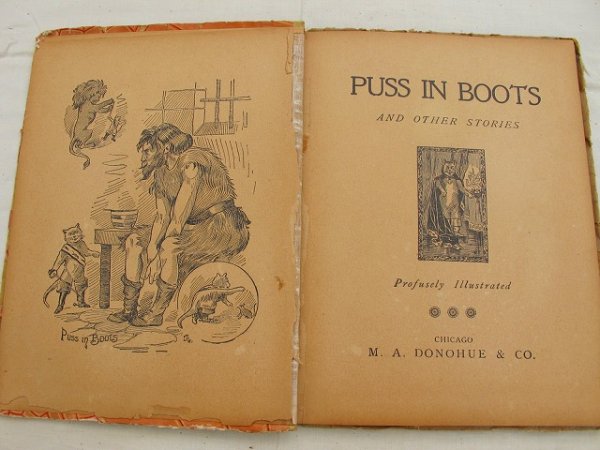 Puss in Boots
PUSS IN BOOTS
AND OTHER STORIES
Profusely Illustrated
CHICAGO
M. A. DONOHUE & CO.